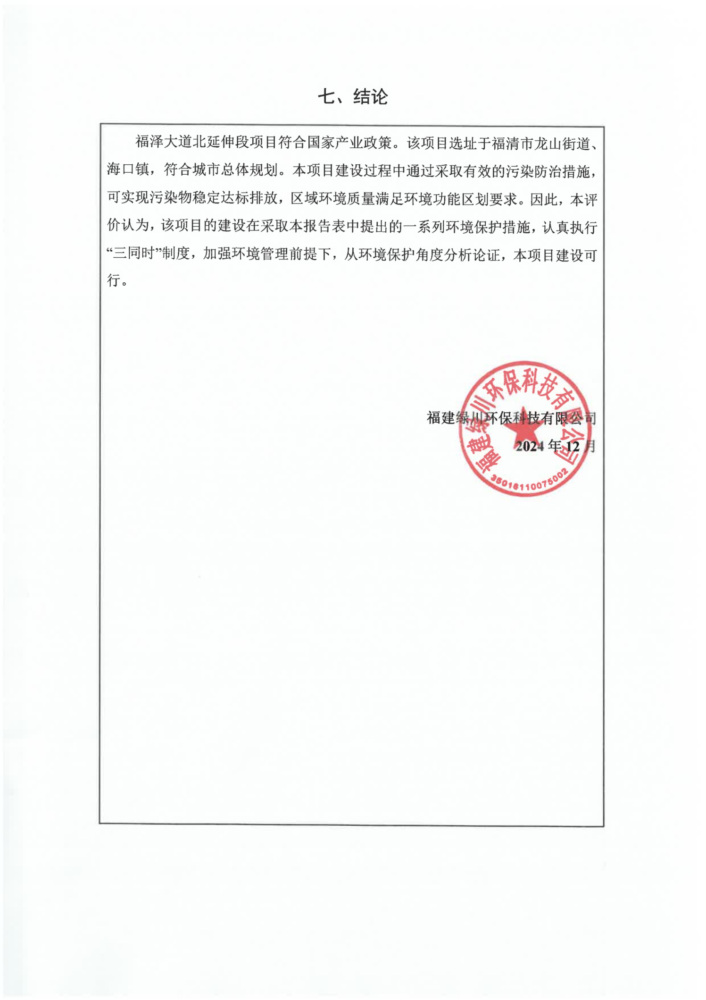 七、结论
福泽大道北延伸段项目符合国家产业政策。该项目选址于福清市龙山街道、
海口镇，符合城市总体规划。本项目建设过程中通过采取有效的污染防治措施，
可实现污染物稳定达标排放，区域环境质量满足环境功能区划要求。因此，本评
价认为，该项目的建设在采取本报告表中提出的一系列环境保护措施，认真执行
“三同时”制度，加强环境管理前提下，从环境保护角度分析论证，本项目建设可
行。
福建绿川环保科技有限公司
2024 年 12 月
福建绿川环保科技有限公司
35018110075002